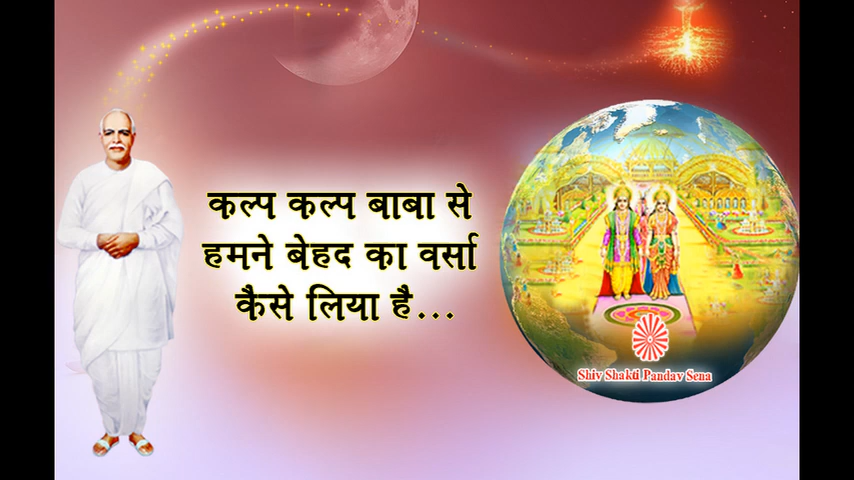 कल्प कल्प बाबा से
हमने बेहद का वर्सा
कैसे लिया है...
Shiv Shakti Pandav Sena